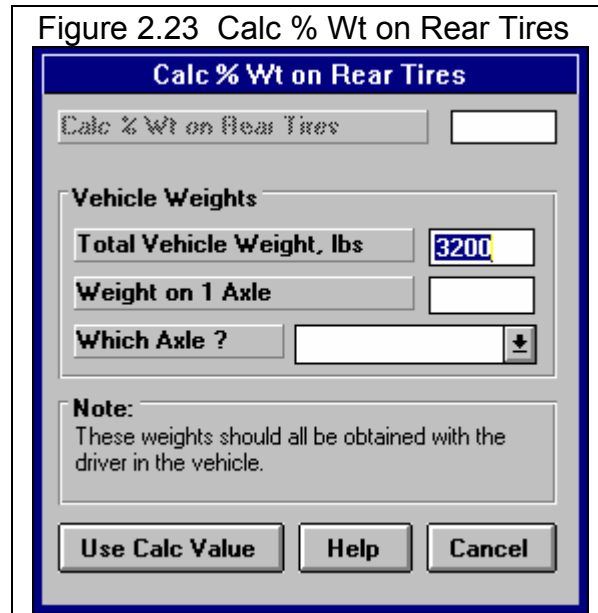 Figure 2.23 Calc % Wt on Rear Tires
Calc % Wt on Rear Tires
Calc % Wt on Rear Tires
Vehicle Weights
Total Vehicle Weight, lbs 3200
Weight on 1 Axle
Which Axle ?
Note:
These weights should all be obtained with the
driver in the vehicle.
Use Calc Value Help Cancel